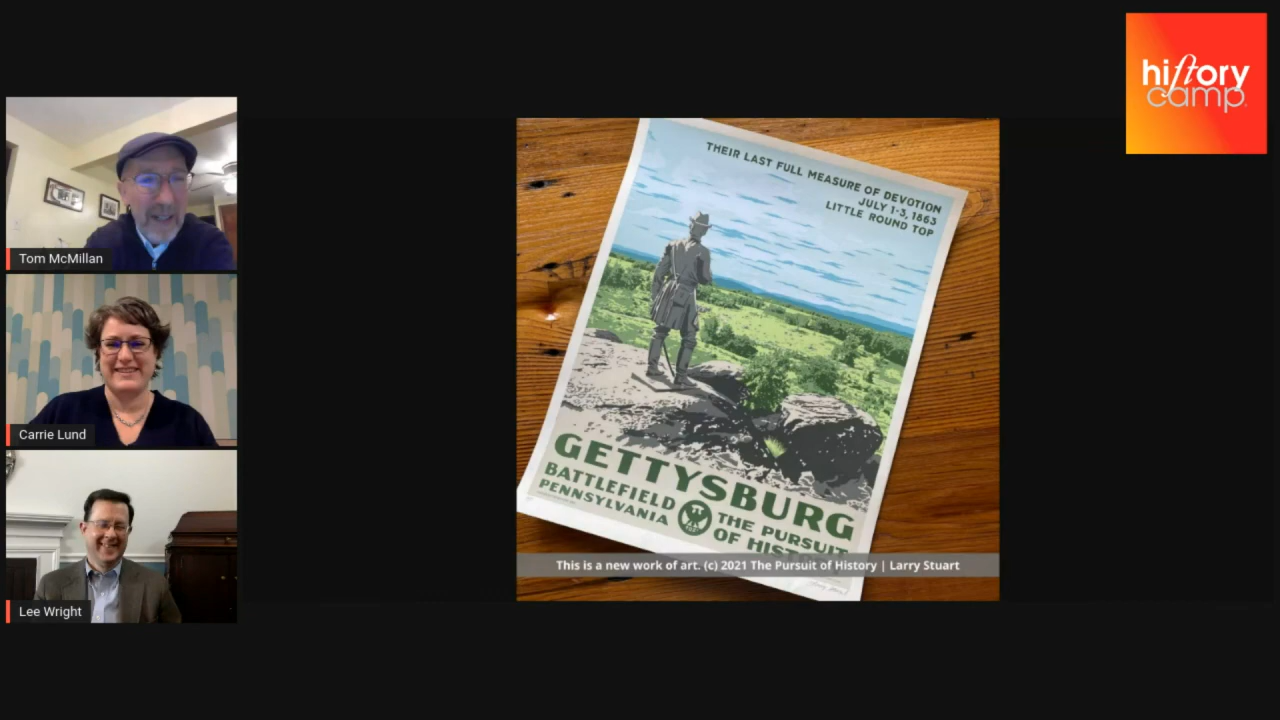 hiſtory
camp
Tom McMillan
Carrie Lund
Lee Wright
THEIR LAST FULL MEASURE OF DEVOTION
JULY 1-3, 1863
LITTLE ROUND TOP
GETTYSBURG
BATTLEFIELD
PENNSYLVANIA
THE PURSUIT
OF HISTORY
This is a new work of art. (c) 2021 The Pursuit of History | Larry Stuart